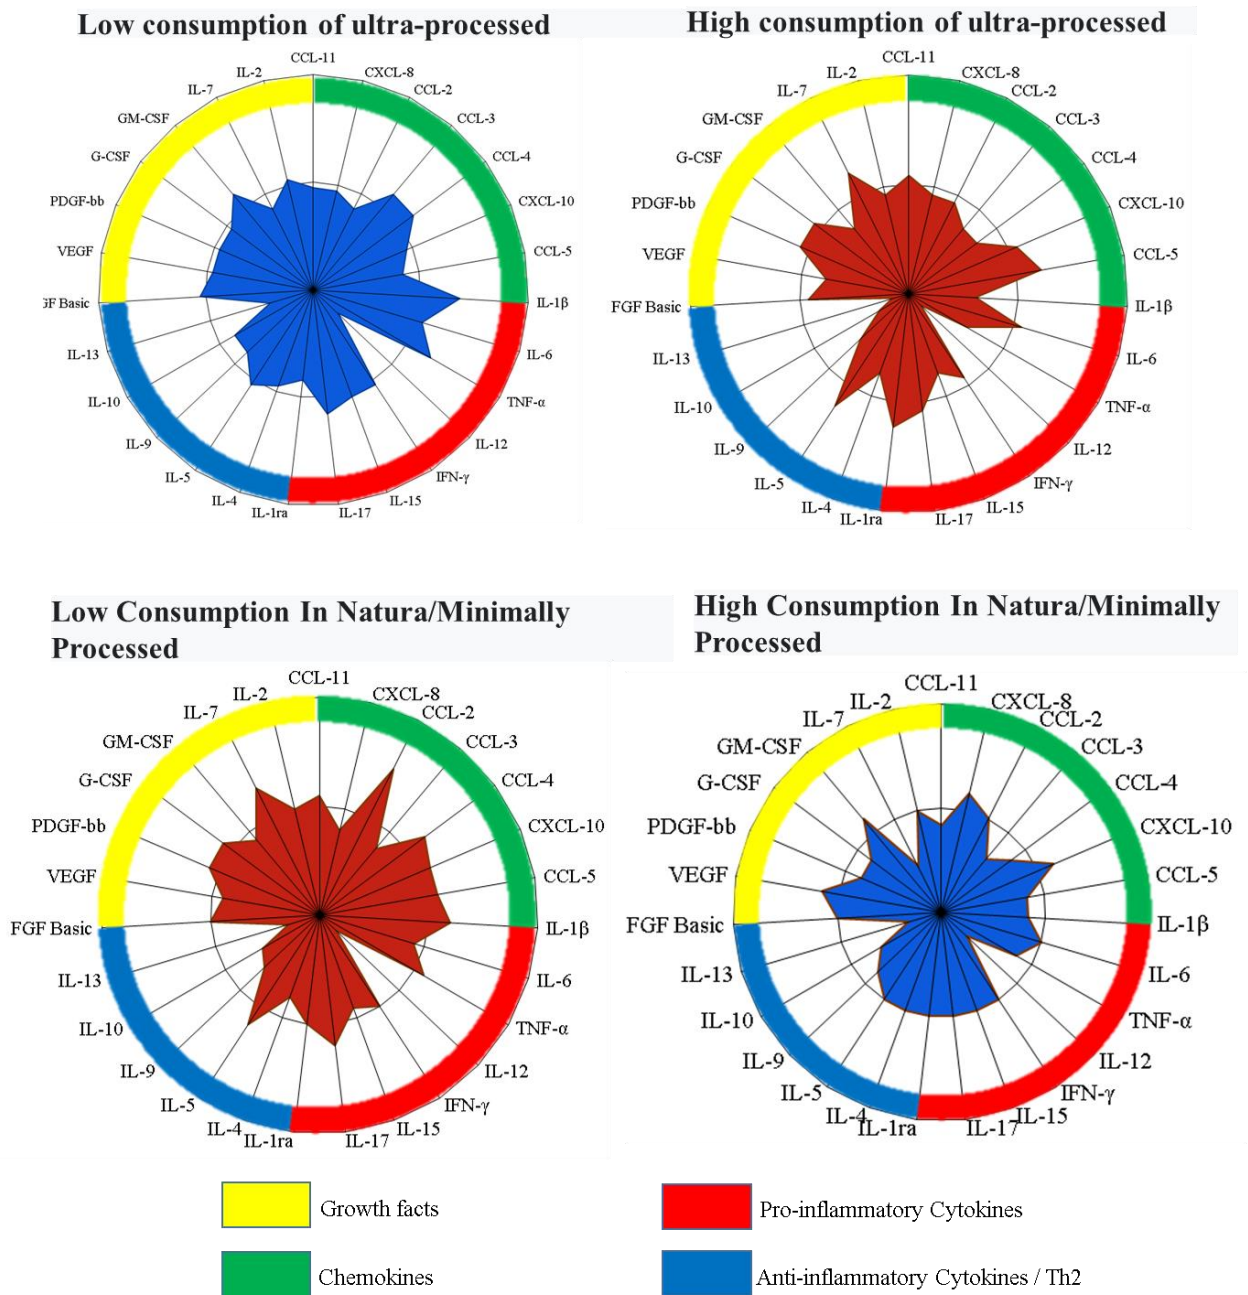 Low consumption of ultra-processed
CCL-11
CXCL-8
CCL-2
CCL-3
CCL-4
CXCL-10
CCL-5
IL-1β
IL-6
TNF-α
IL-12
IFN-γ
IL-15
IL-17
IL-1ra
IL-4
IL-5
IL-9
IL-10
IL-13
GF Basic
VEGF
PDGF-bb
G-CSF
GM-CSF
IL-7
IL-2
High consumption of ultra-processed
CCL-11
CXCL-8
CCL-2
CCL-3
CCL-4
CXCL-10
CCL-5
IL-1β
IL-6
TNF-α
IL-12
IFN-γ
IL-15
IL-17
IL-1ra
IL-4
IL-5
IL-9
IL-10
IL-13
FGF Basic
VEGF
PDGF-bb
G-CSF
GM-CSF
IL-7
IL-2
Low Consumption In Natura/Minimally
Processed
CCL-11
CXCL-8
CCL-2
CCL-3
CCL-4
CXCL-10
CCL-5
IL-1β
IL-6
TNF-α
IL-12
IFN-γ
IL-15
IL-17
IL-1ra
IL-4
IL-5
IL-9
IL-10
IL-13
FGF Basic
VEGF
PDGF-bb
G-CSF
GM-CSF
IL-7
IL-2
High Consumption In Natura/Minimally
Processed
CCL-11
CXCL-8
CCL-2
CCL-3
CCL-4
CXCL-10
CCL-5
IL-1β
IL-6
TNF-α
IL-12
IFN-γ
IL-15
IL-17
IL-1ra
IL-4
IL-5
IL-9
IL-10
IL-13
FGF Basic
VEGF
PDGF-bb
G-CSF
GM-CSF
IL-7
IL-2
Growth facts
Pro-inflammatory Cytokines
Chemokines
Anti-inflammatory Cytokines / Th2